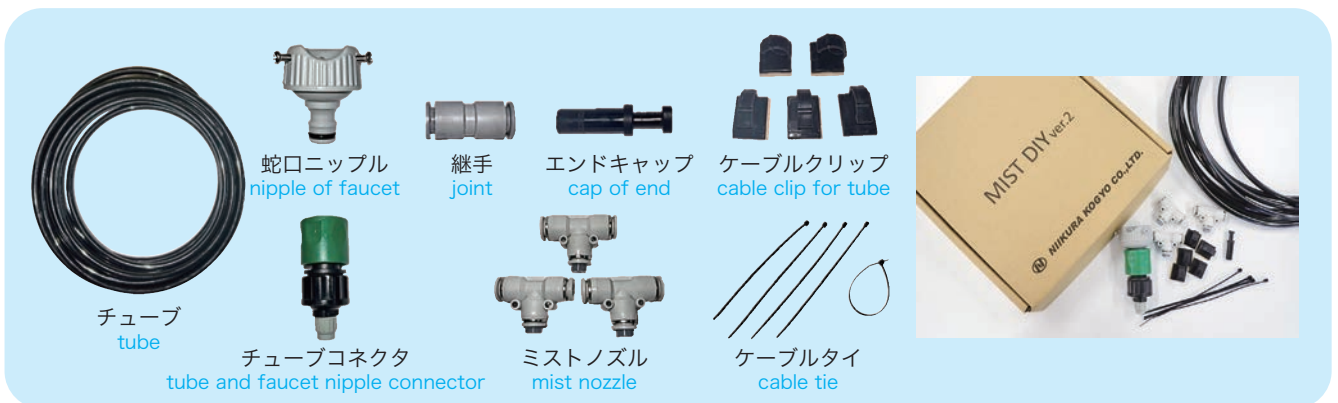 チューブ
tube
蛇口ニップル
nipple of faucet
継手
joint
エンドキャップ
cap of end
ケーブルクリップ
cable clip for tube
チューブコネクタ
tube and faucet nipple connector
ミストノズル
mist nozzle
ケーブルタイ
cable tie
MIST DIY ver.2
N NIIKURA KOGYO CO.,LTD.